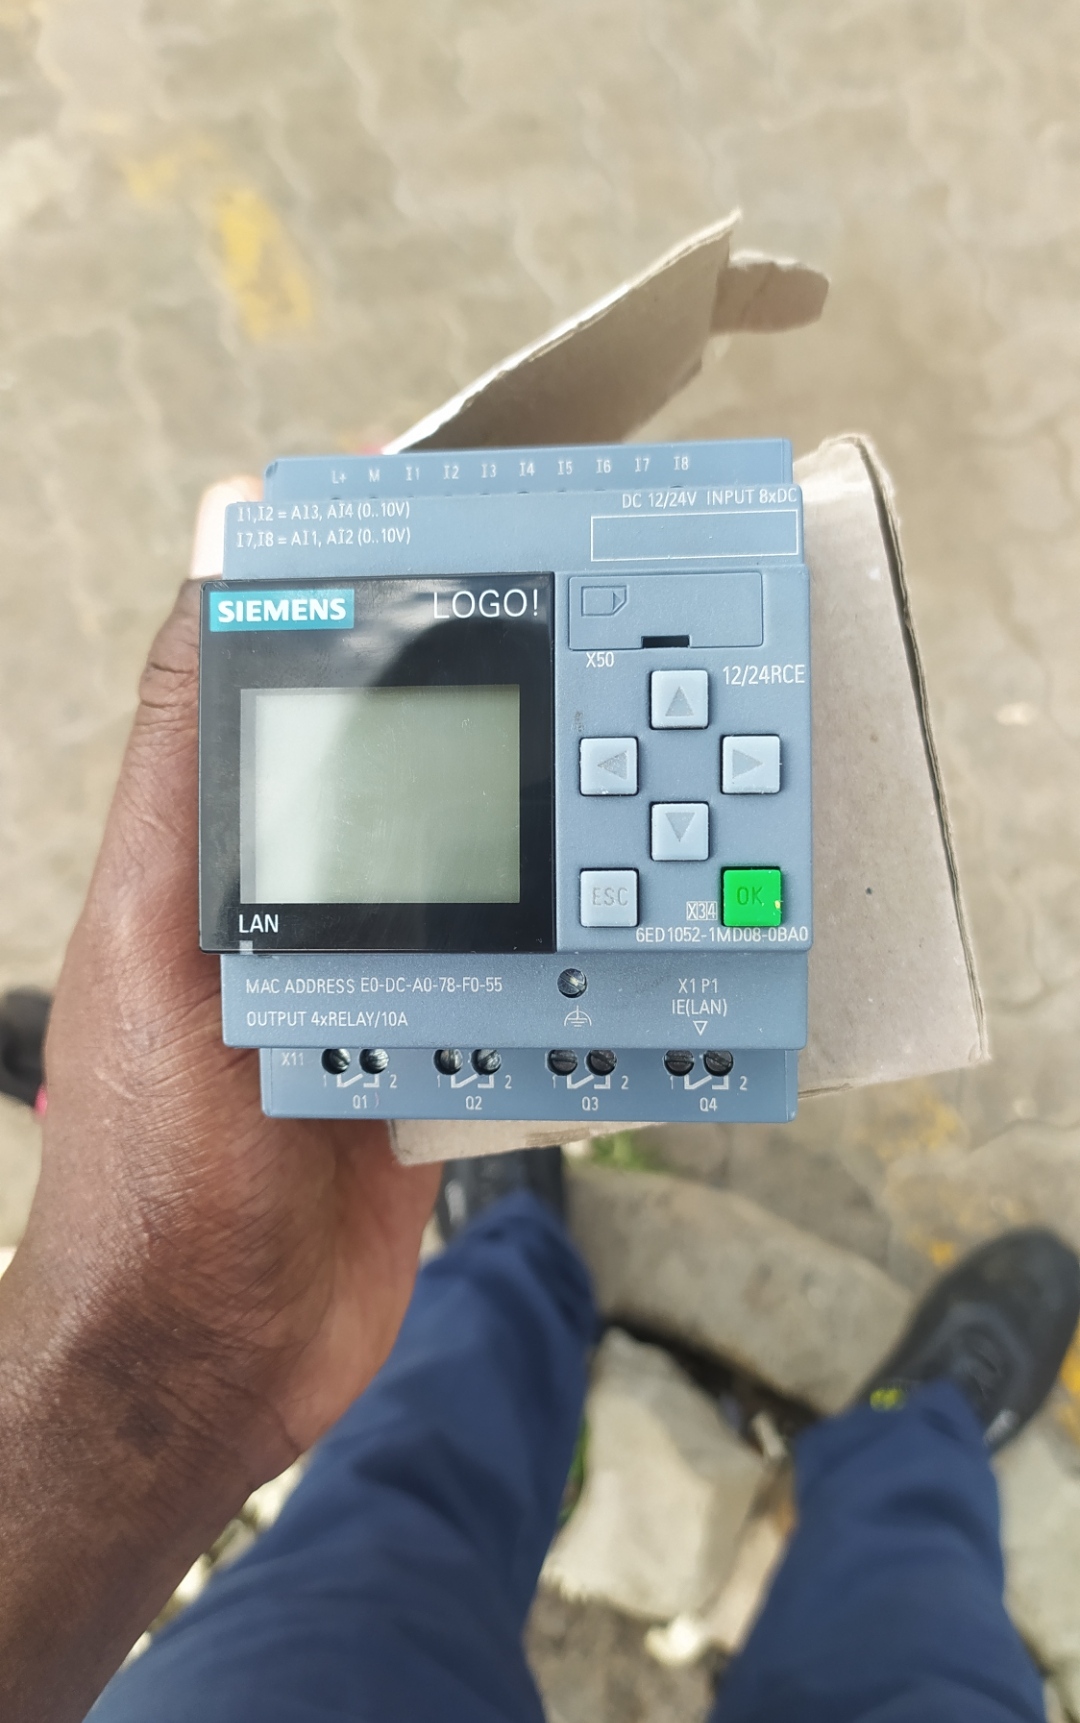 L+ M I1 I2 I3 I4 I5 I6 I7 I8
I1,I2 = AI3, AI4 (0..10V)
DC 12/24V INPUT 8xDC
I7,I8 = AI1, AI2 (0..10V)
SIEMENS
LOGO!
X50
12/24RCE
ESC
OK
X 3 4
6ED1052-1MD08-0BA0
LAN
MAC ADDRESS E0-DC-A0-78-F0-55
X1 P1
IE(LAN)
OUTPUT 4xRELAY/10A
X11
1 2 1 2 1 2 1 2
Q1 Q2 Q3 Q4